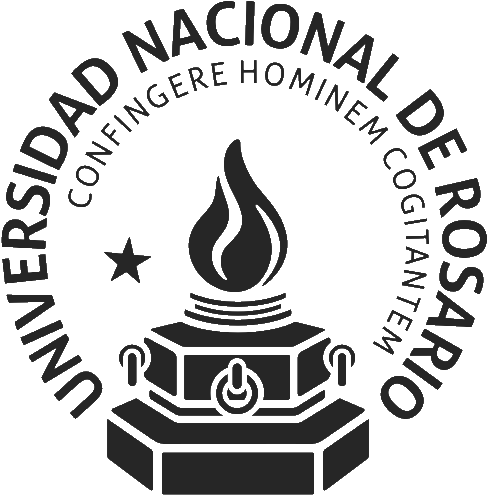 UNIVERSIDAD NACIONAL DE ROSARIO
CONFINGERE HOMINEM COGITANTEM